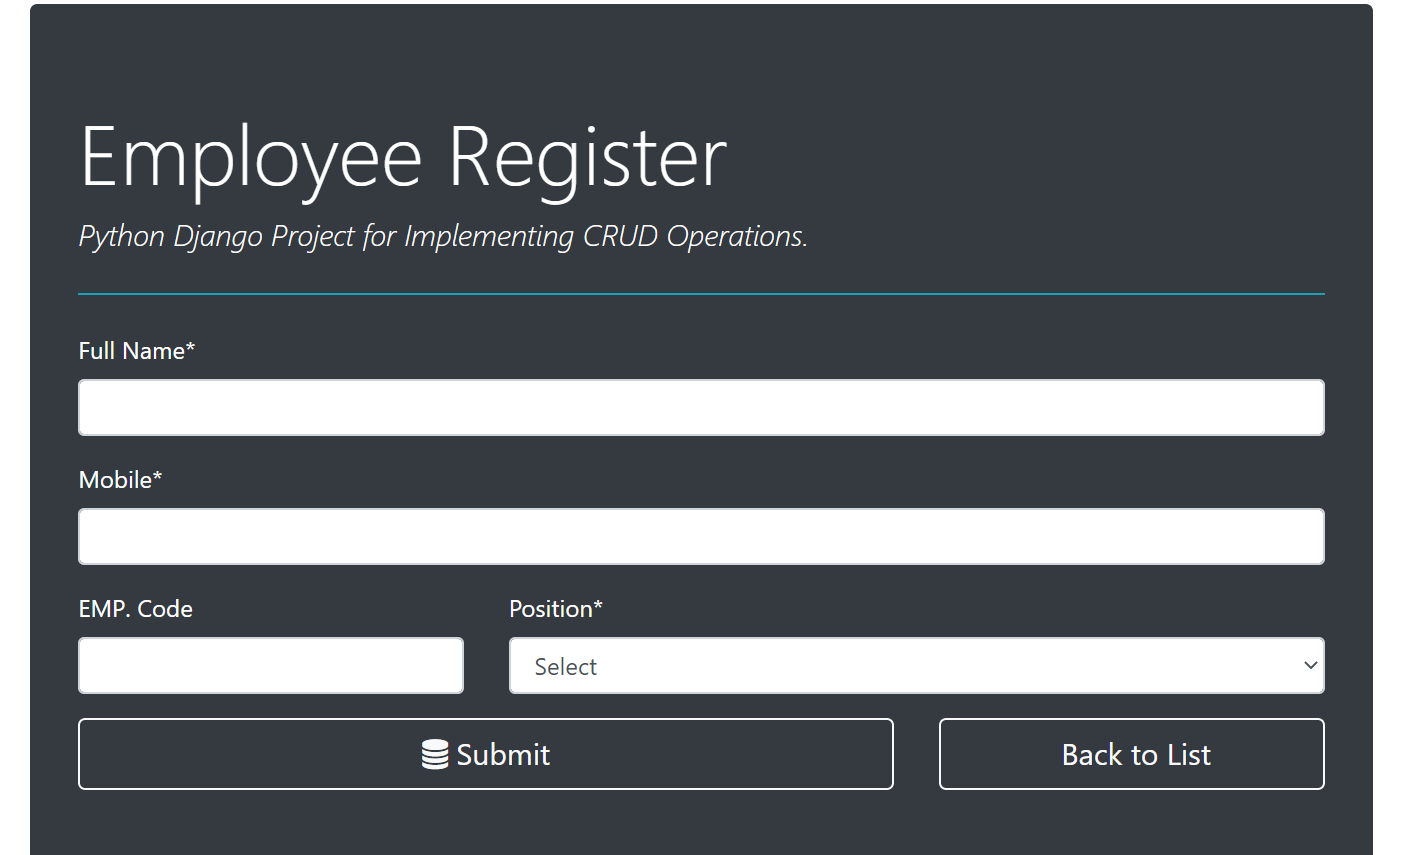 Employee Register
Python Django Project for Implementing CRUD Operations.
Full Name*
Mobile*
EMP. Code Position*
Select
Submit Back to List